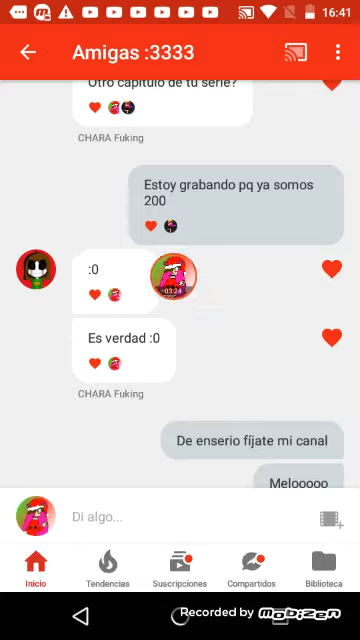 16:41
Amigas :3333
Otro capitulo de tu serie?
CHARA Fuking
Estoy grabando pq ya somos
200
:0
03:24
Es verdad :0
CHARA Fuking
De enserio fíjate mi canal
Melooooo
Di algo...
Inicio
Tendencias
Suscripciones
Compartidos
Biblioteca
Recorded by mobizen